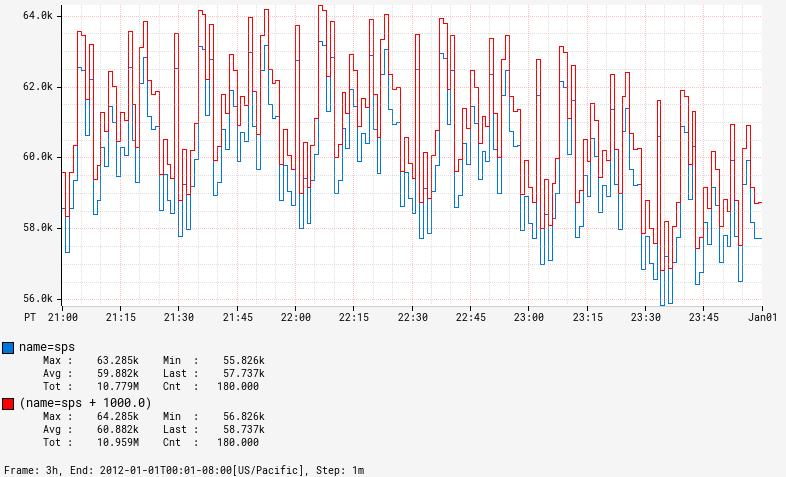 64.0k
62.0k
60.0k
58.0k
56.0k
PT 21:00 21:15 21:30 21:45 22:00 22:15 22:30 22:45 23:00 23:15 23:30 23:45 Jan01
name=sps
Max : 63.285k Min : 55.826k
Avg : 59.882k Last : 57.737k
Tot : 10.779M Cnt : 180.000
(name=sps + 1000.0)
Max : 64.285k Min : 56.826k
Avg : 60.882k Last : 58.737k
Tot : 10.959M Cnt : 180.000
Frame: 3h, End: 2012-01-01T00:01-08:00[US/Pacific], Step: 1m